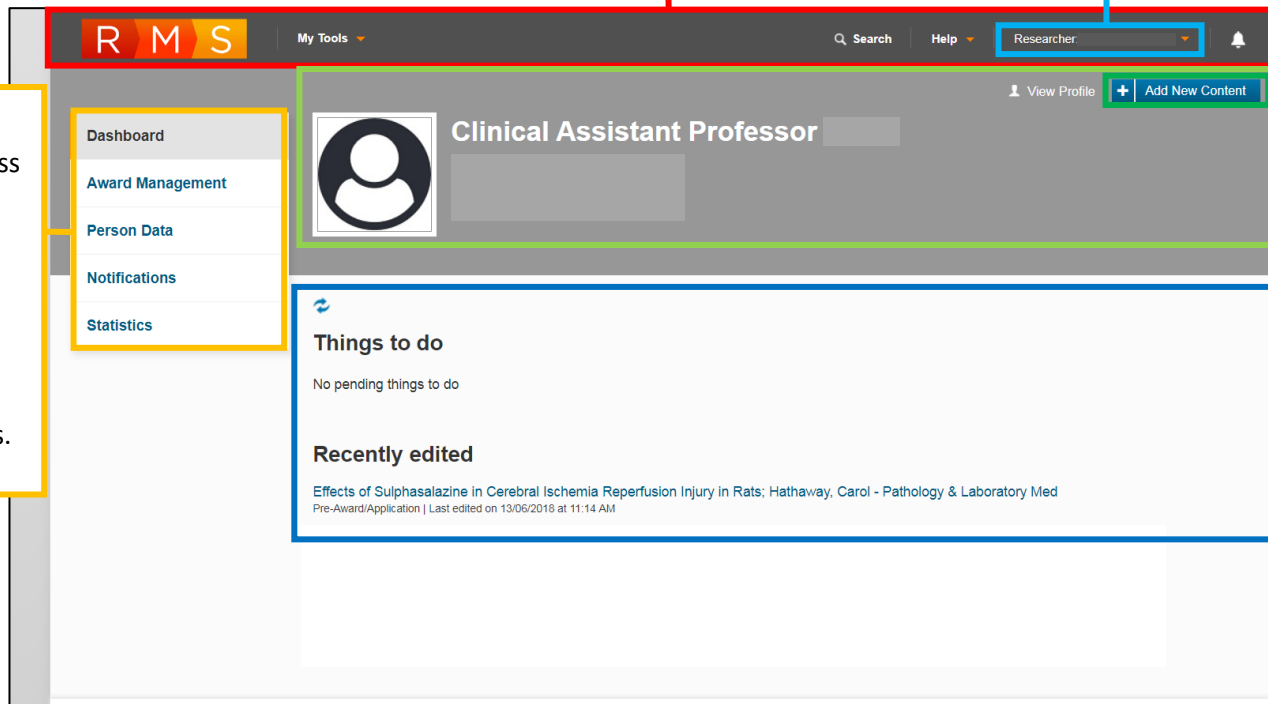 R M S
My Tools
Search
Help
Researcher:
View Profile
+ Add New Content
ss
s.
Dashboard
Award Management
Person Data
Notifications
Statistics
Clinical Assistant Professor
Things to do
No pending things to do
Recently edited
Effects of Sulphasalazine in Cerebral Ischemia Reperfusion Injury in Rats; Hathaway, Carol - Pathology & Laboratory Med
Pre-Award/Application | Last edited on 13/06/2018 at 11:14 AM